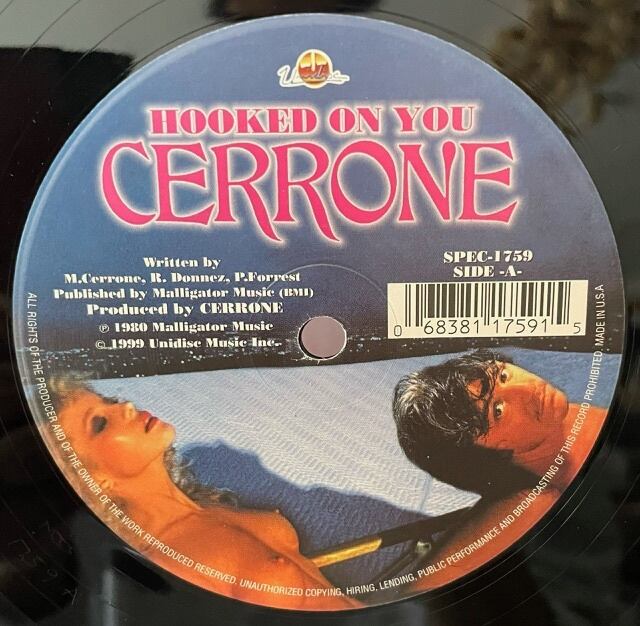 Unidisc
HOOKED ON YOU
CERRONE
Written by
M.Cerrone, R. Donnez, P.Forrest
Published by Malligator Music (BMI)
Produced by CERRONE
℗ 1980 Malligator Music
© 1999 Unidisc Music Inc.
SPEC-1759
SIDE -A-
0 68381 17591 5
ALL RIGHTS OF THE PRODUCER AND OF THE OWNER OF THE WORK REPRODUCED RESERVED. UNAUTHORIZED COPYING, HIRING, LENDING, PUBLIC PERFORMANCE AND BROADCASTING OF THIS RECORD PROHIBITED. MADE IN U.S.A